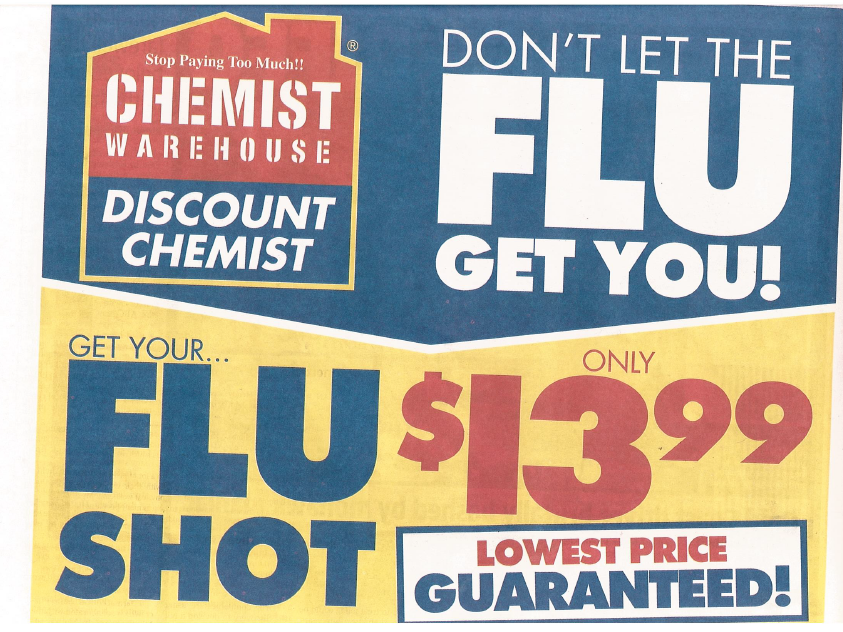 Stop Paying Too Much!!
®
CHEMIST
WAREHOUSE
DISCOUNT
CHEMIST
DON'T LET THE
FLU
GET YOU!
GET YOUR...
FLU
SHOT
ONLY
$13.99
LOWEST PRICE
GUARANTEED!